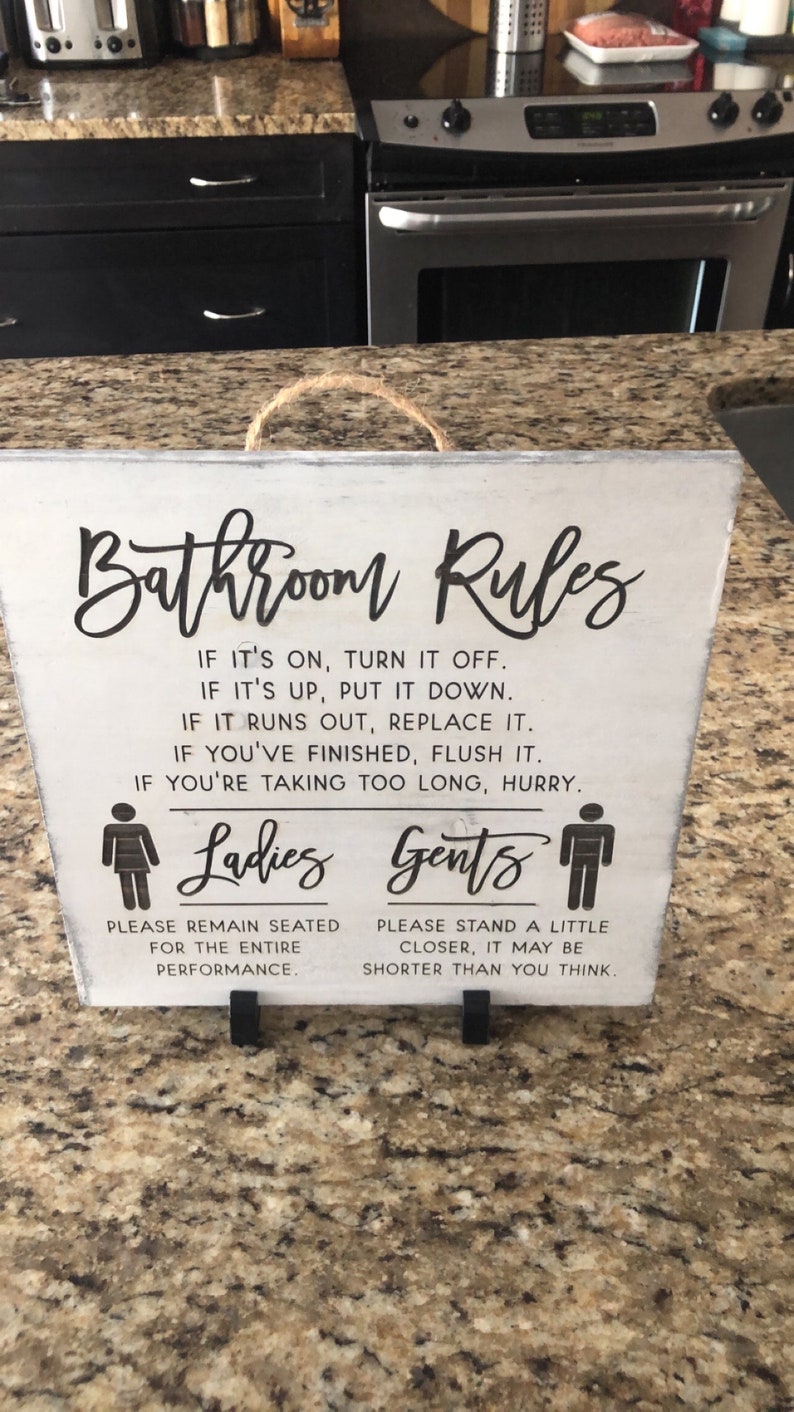 Bathroom Rules
IF IT'S ON, TURN IT OFF.
IF IT'S UP, PUT IT DOWN.
IF IT RUNS OUT, REPLACE IT.
IF YOU'VE FINISHED, FLUSH IT.
IF YOU'RE TAKING TOO LONG, HURRY.
Ladies
PLEASE REMAIN SEATED
FOR THE ENTIRE
PERFORMANCE.
Gents
PLEASE STAND A LITTLE
CLOSER, IT MAY BE
SHORTER THAN YOU THINK.